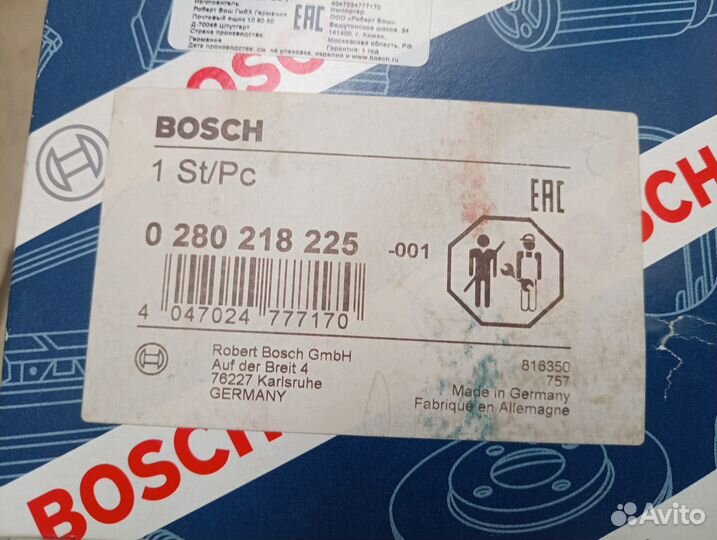 Изготовитель
Роберт Бош ГмбХ Германия
Почтовый ящик 10 60 50
Д-70049 Штутгарт
Страна производства:
Германия
Дата производства: см. на упаковке, изделии и www.bosch.ru
4047024777170
Импортер:
ООО «Роберт Бош»
Вашутинское шоссе, 24
141400, г. Химки,
Московская область, РФ
Гарантия: 1 год
EAC
BOSCH
1 St/Pc
EAC
0 280 218 225
-001
4 047024 777170
Robert Bosch GmbH
Auf der Breit 4
76227 Karlsruhe
GERMANY
816350
757
Made in Germany
Fabriqué en Allemagne
BOSCH
Avito